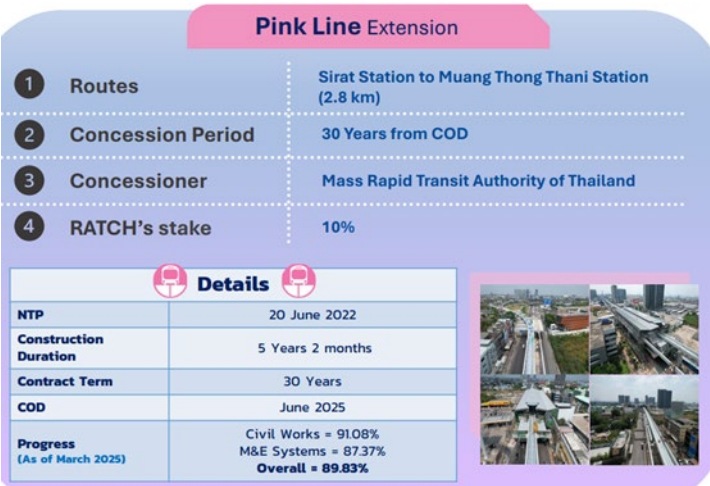 Pink Line Extension
1 Routes
Sirat Station to Muang Thong Thani Station
(2.8 km)
2 Concession Period
30 Years from COD
3 Concessioner
Mass Rapid Transit Authority of Thailand
4 RATCH's stake
10%
Details
NTP
20 June 2022
Construction
Duration
5 Years 2 months
Contract Term
30 Years
COD
June 2025
Progress
(As of March 2025)
Civil Works = 91.08%
M&E Systems = 87.37%
Overall = 89.83%